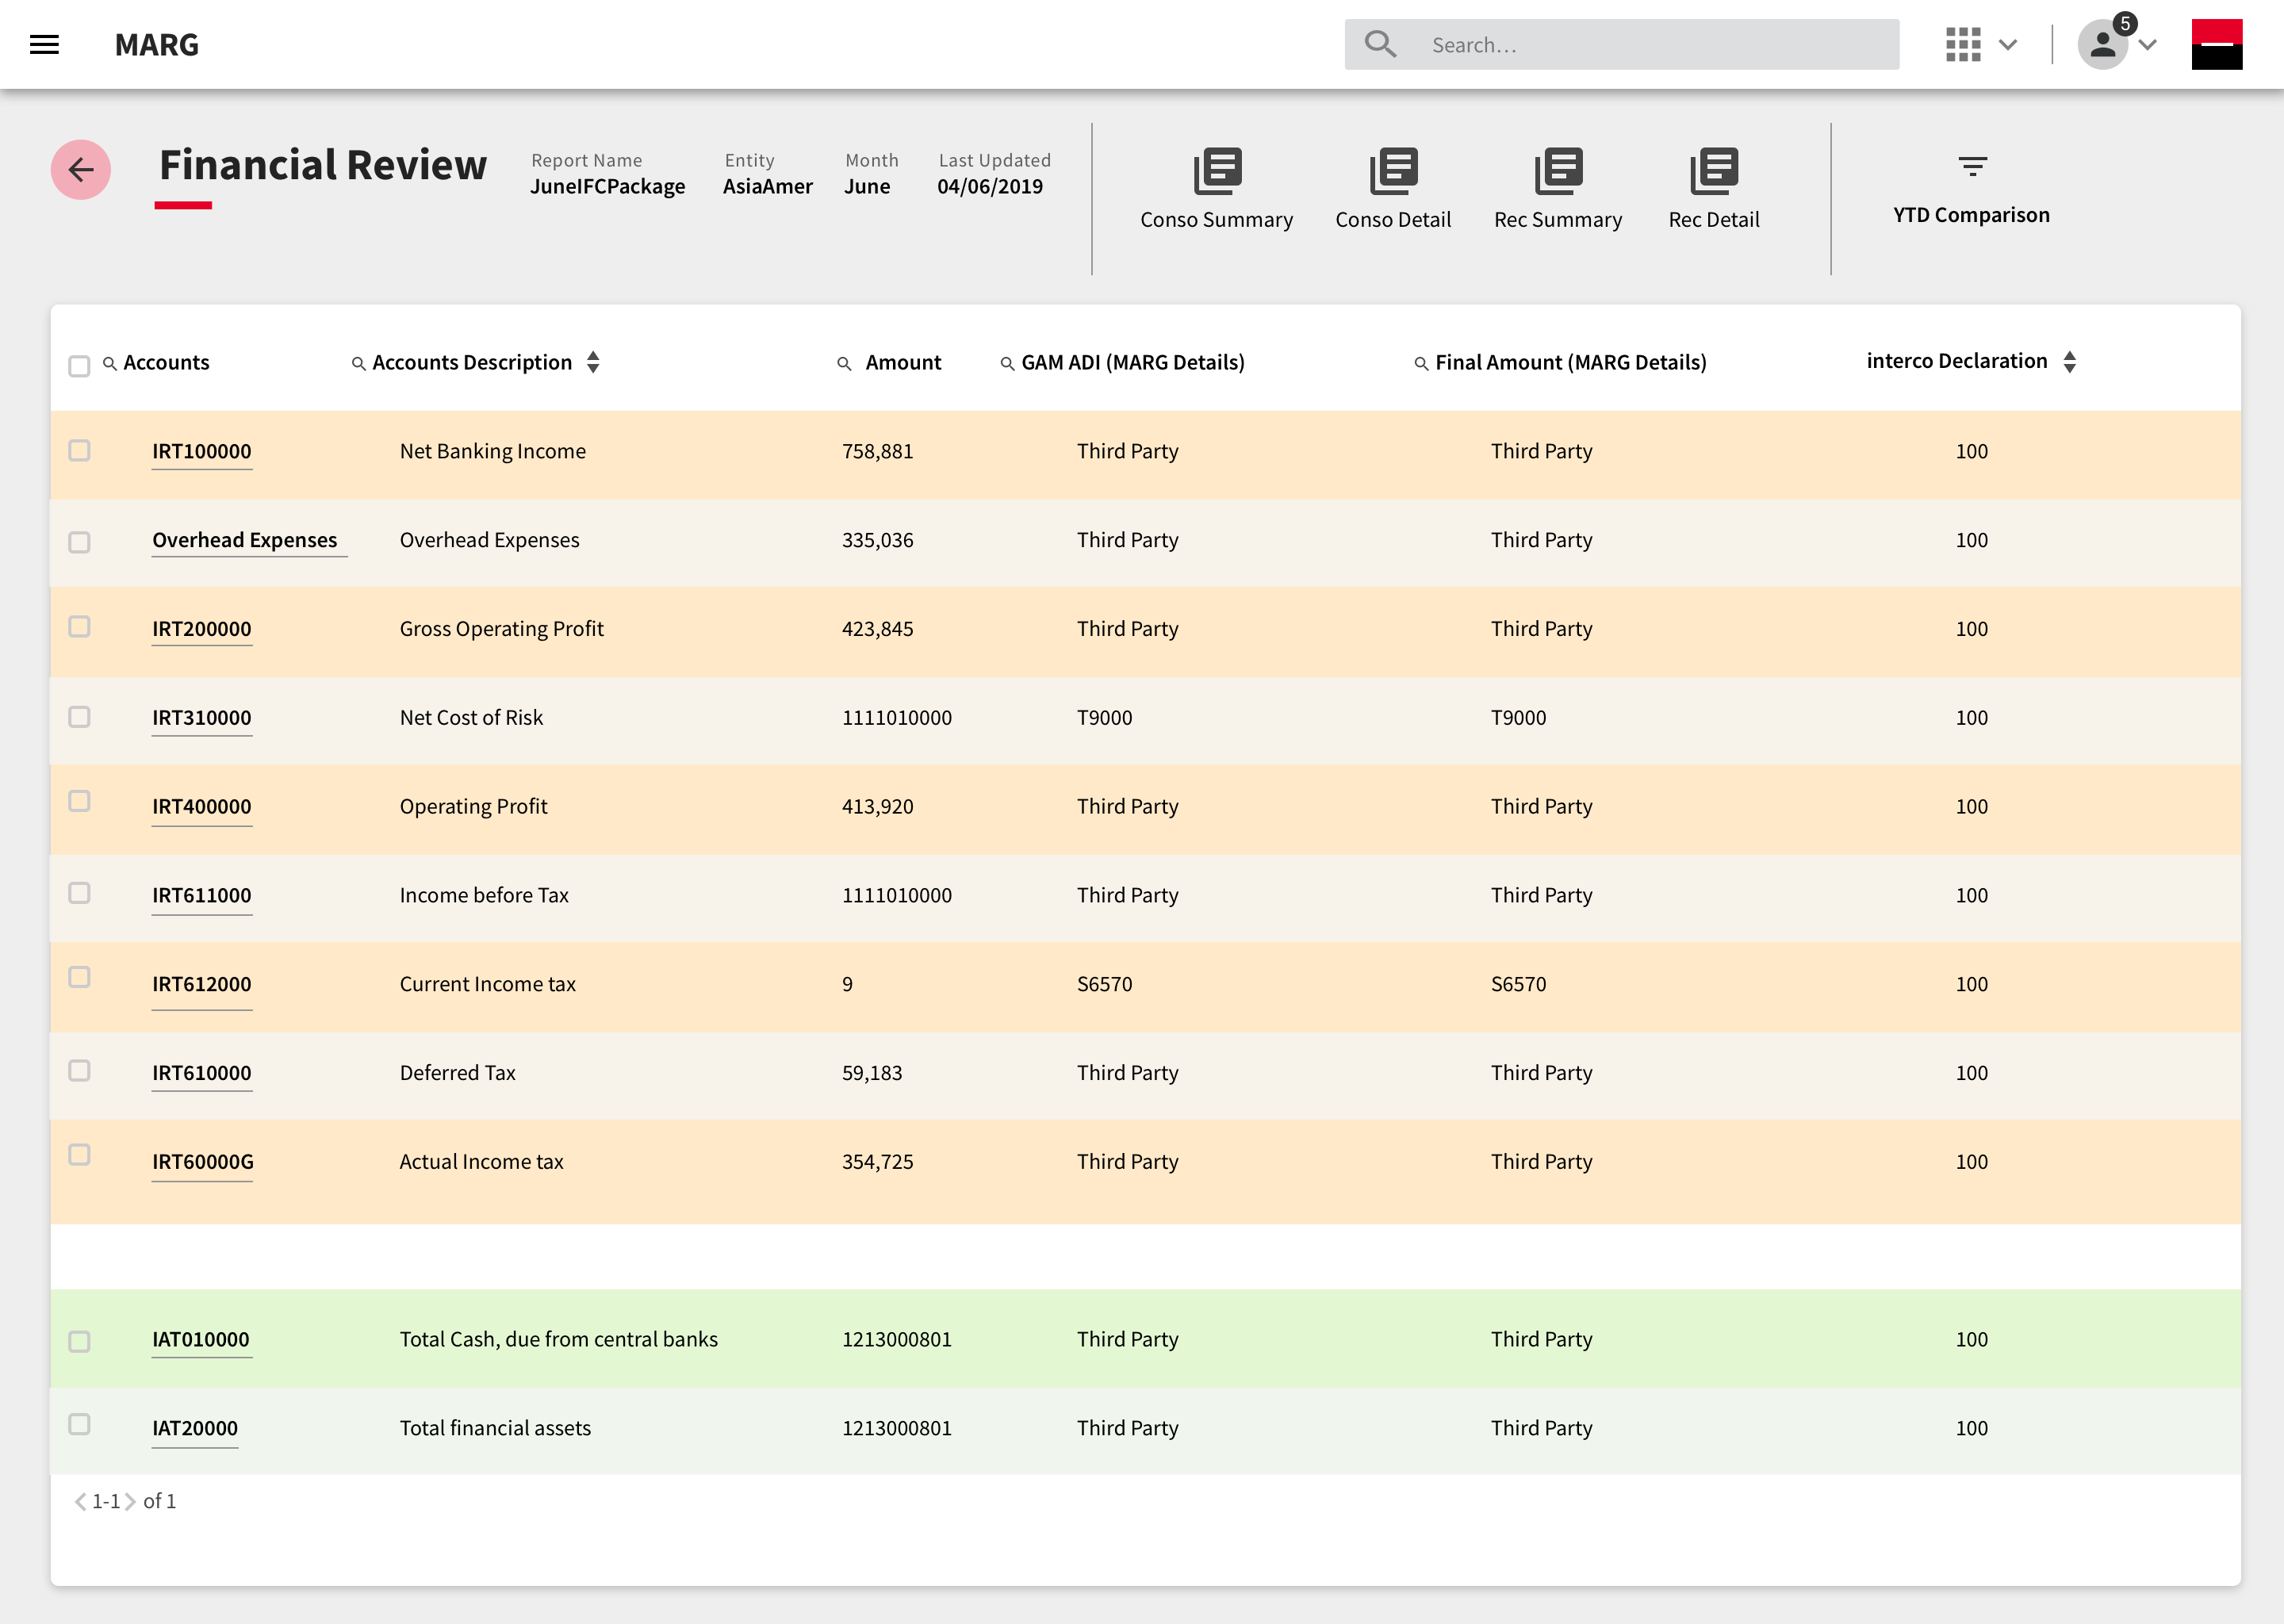 MARG
Search...
5
Financial Review
Report Name
JuneIFCPackage
Entity
AsiaAmer
Month
June
Last Updated
04/06/2019
Conso Summary
Conso Detail
Rec Summary
Rec Detail
YTD Comparison
Accounts Accounts Description Amount GAM ADI (MARG Details) Final Amount (MARG Details) interco Declaration
IRT100000 Net Banking Income 758,881 Third Party Third Party 100
Overhead Expenses Overhead Expenses 335,036 Third Party Third Party 100
IRT200000 Gross Operating Profit 423,845 Third Party Third Party 100
IRT310000 Net Cost of Risk 1111010000 T9000 T9000 100
IRT400000 Operating Profit 413,920 Third Party Third Party 100
IRT611000 Income before Tax 1111010000 Third Party Third Party 100
IRT612000 Current Income tax 9 S6570 S6570 100
IRT610000 Deferred Tax 59,183 Third Party Third Party 100
IRT60000G Actual Income tax 354,725 Third Party Third Party 100
IAT010000 Total Cash, due from central banks 1213000801 Third Party Third Party 100
IAT20000 Total financial assets 1213000801 Third Party Third Party 100
1-1 of 1